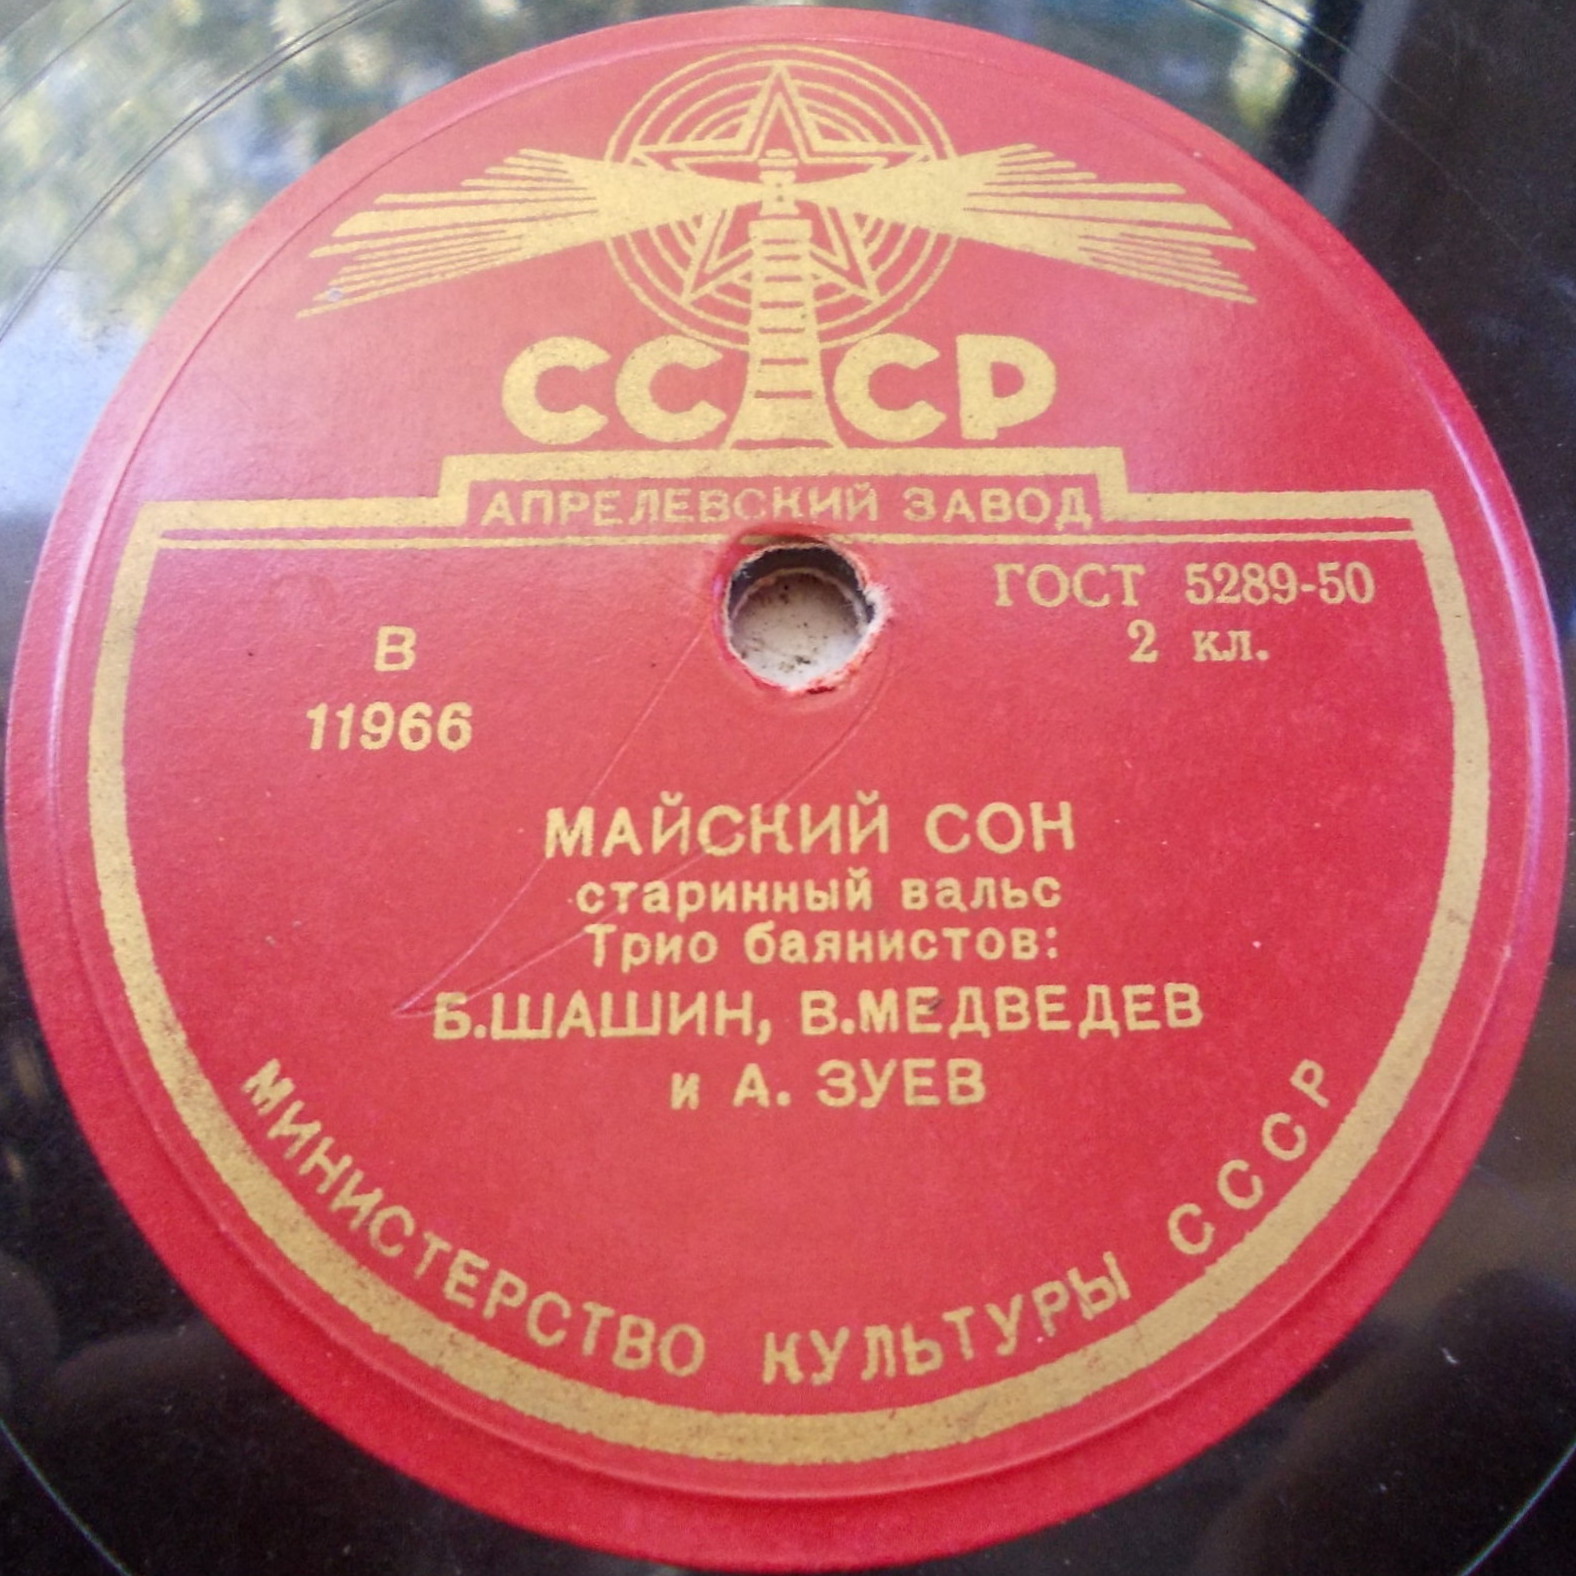 СССР
АПРЕЛЕВСКИЙ ЗАВОД
ГОСТ 5289-50
2 кл.
В
11966
МАЙСКИЙ СОН
старинный вальс
Трио баянистов:
Б.ШАШИН, В.МЕДВЕДЕВ
и А. ЗУЕВ
МИНИСТЕРСТВО КУЛЬТУРЫ СССР